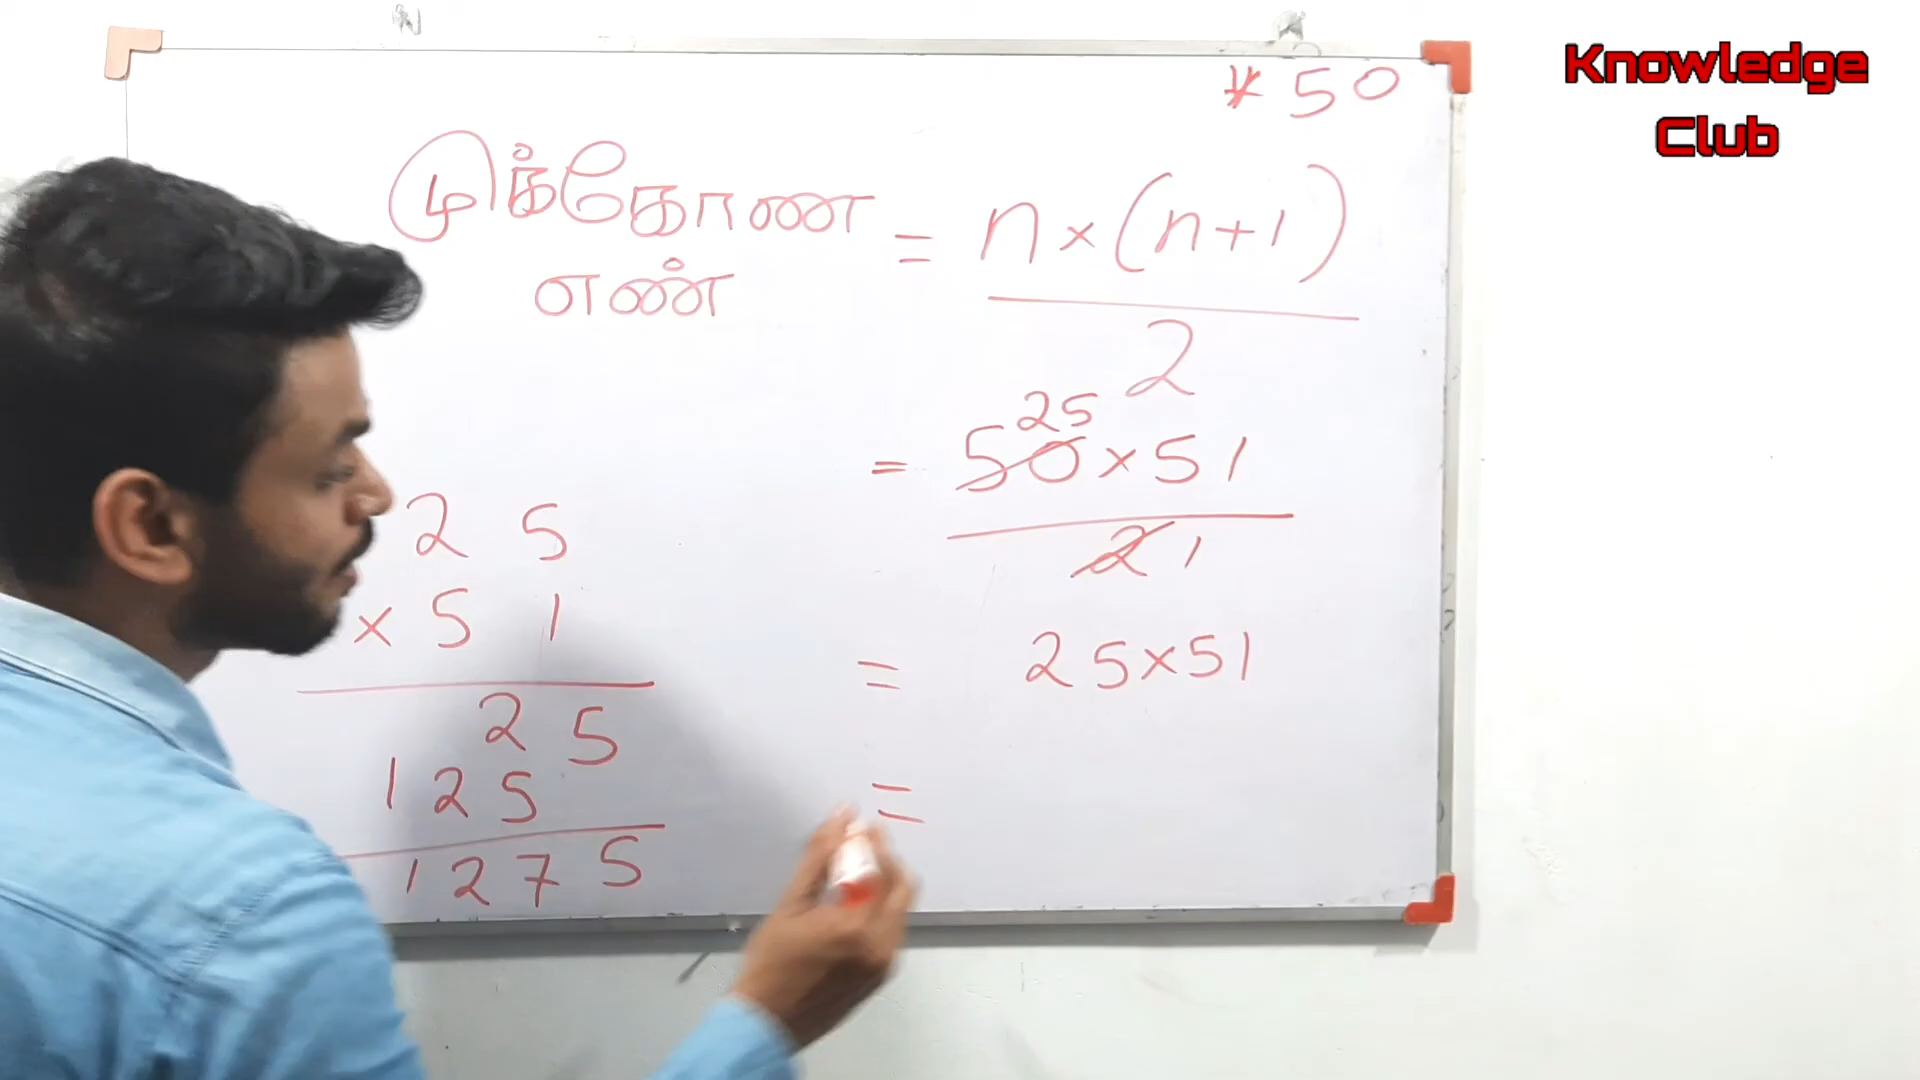 Knowledge
Club
* 50
முக்கோண
எண்
= n × (n+1)
2
25
= 50 × 51
2 1
= 25 × 51
=
2 5
× 5 1
2 5
1 2 5
1 2 7 5